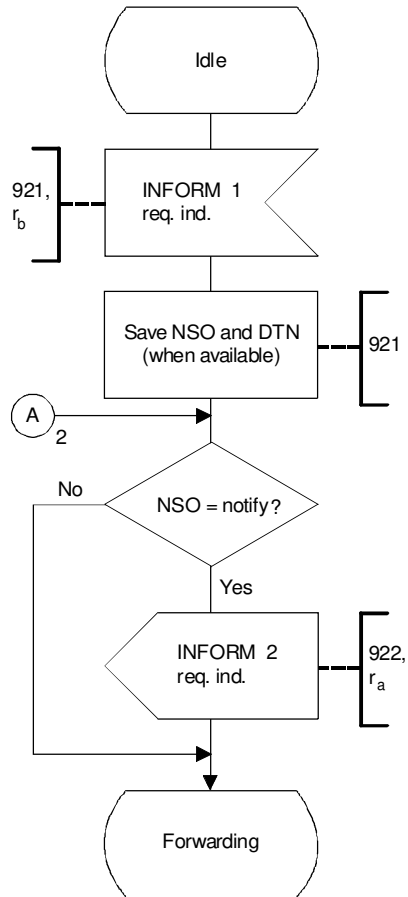 Idle
921,
r_b
INFORM 1
req. ind.
Save NSO and DTN
(when available)
921
A
2
No
NSO = notify?
Yes
INFORM 2
req. ind.
922,
r_a
Forwarding